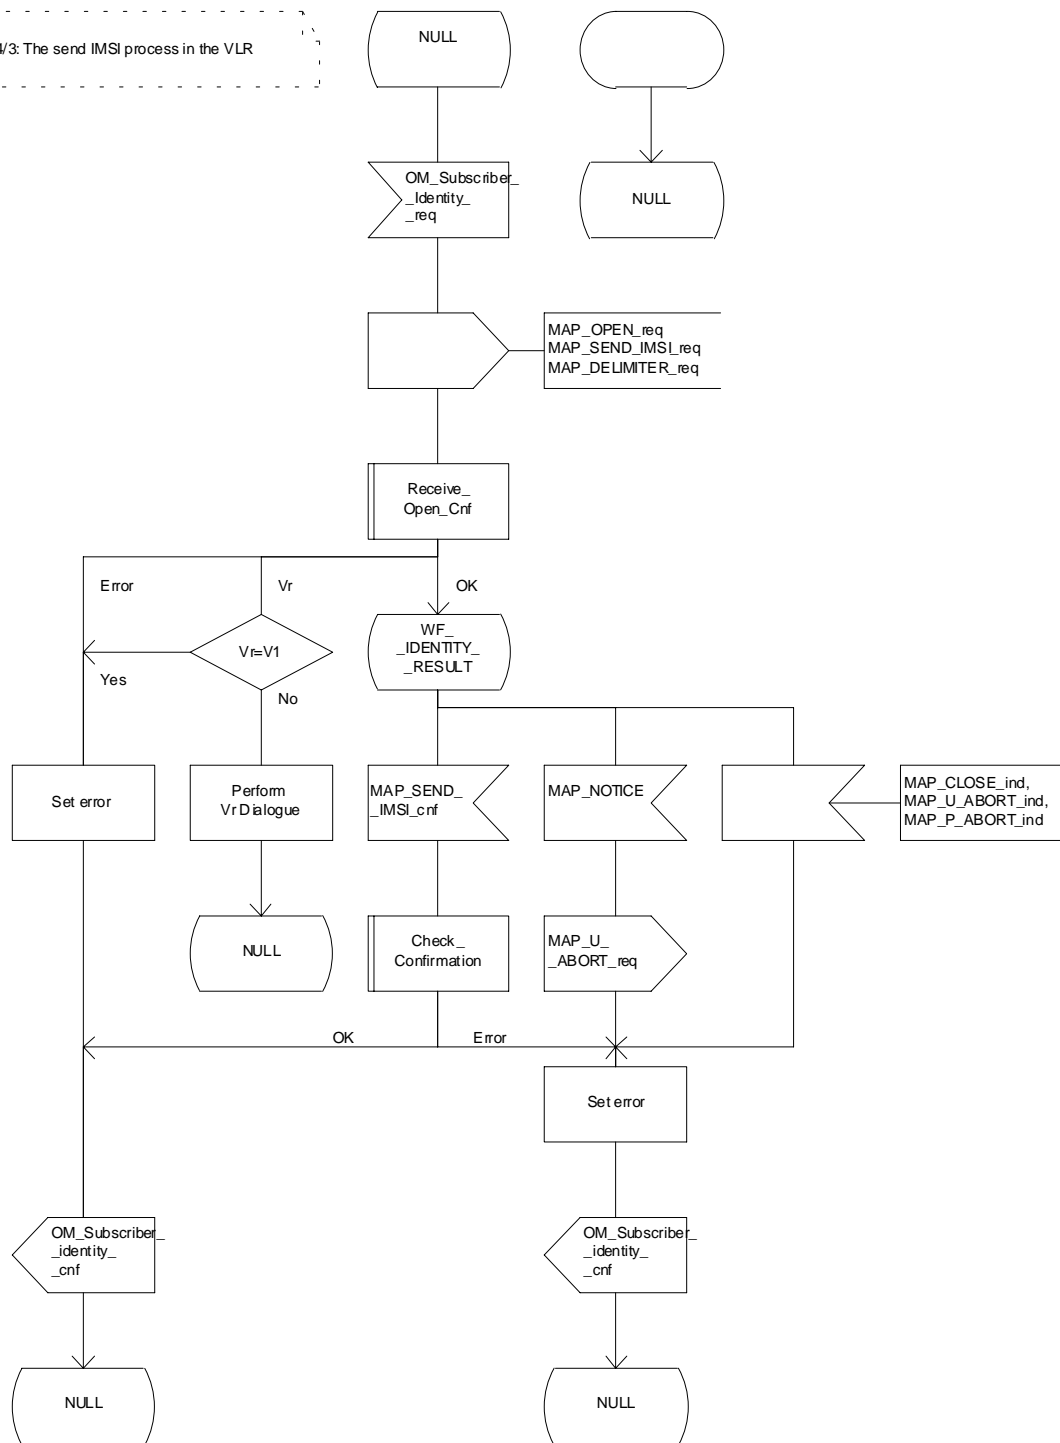 4/3: The send IMSI process in the VLR
NULL
OM_Subscriber_
_Identity_
_req
NULL
MAP_OPEN_req
MAP_SEND_IMSI_req
MAP_DELIMITER_req
Receive_
Open_Cnf
Error
Vr
OK
Vr=V1
WF_
_IDENTITY_
_RESULT
Yes
No
Set error
Perform
Vr Dialogue
MAP_SEND_
_IMSI_cnf
MAP_NOTICE
MAP_CLOSE_ind,
MAP_U_ABORT_ind,
MAP_P_ABORT_ind
NULL
Check_
Confirmation
MAP_U_
_ABORT_req
OK
Error
Set error
OM_Subscriber_
_identity_
_cnf
OM_Subscriber_
_identity_
_cnf
NULL
NULL